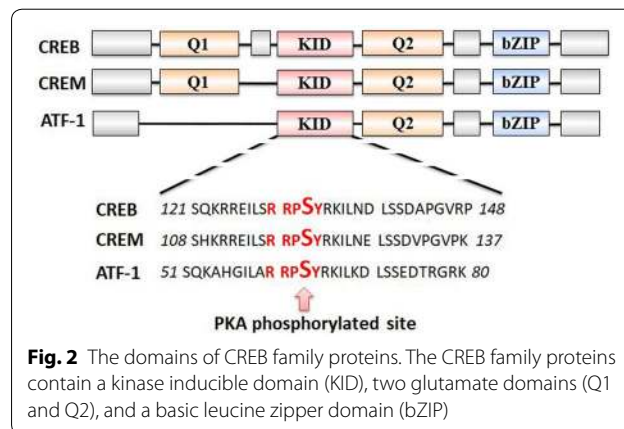 CREB Q1 KID Q2 bZIP
CREM Q1 KID Q2 bZIP
ATF-1 KID Q2 bZIP
CREB 121 SQKRREILSR RPSYRKILND LSSDAPGVRP 148
CREM 108 SHKRREILSR RPSYRKILNE LSSDVPGVPK 137
ATF-1 51 SQKAHGILAR RPSYRKILKD LSSEDTRGRK 80
PKA phosphorylated site
Fig. 2 The domains of CREB family proteins. The CREB family proteins
contain a kinase inducible domain (KID), two glutamate domains (Q1
and Q2), and a basic leucine zipper domain (bZIP)